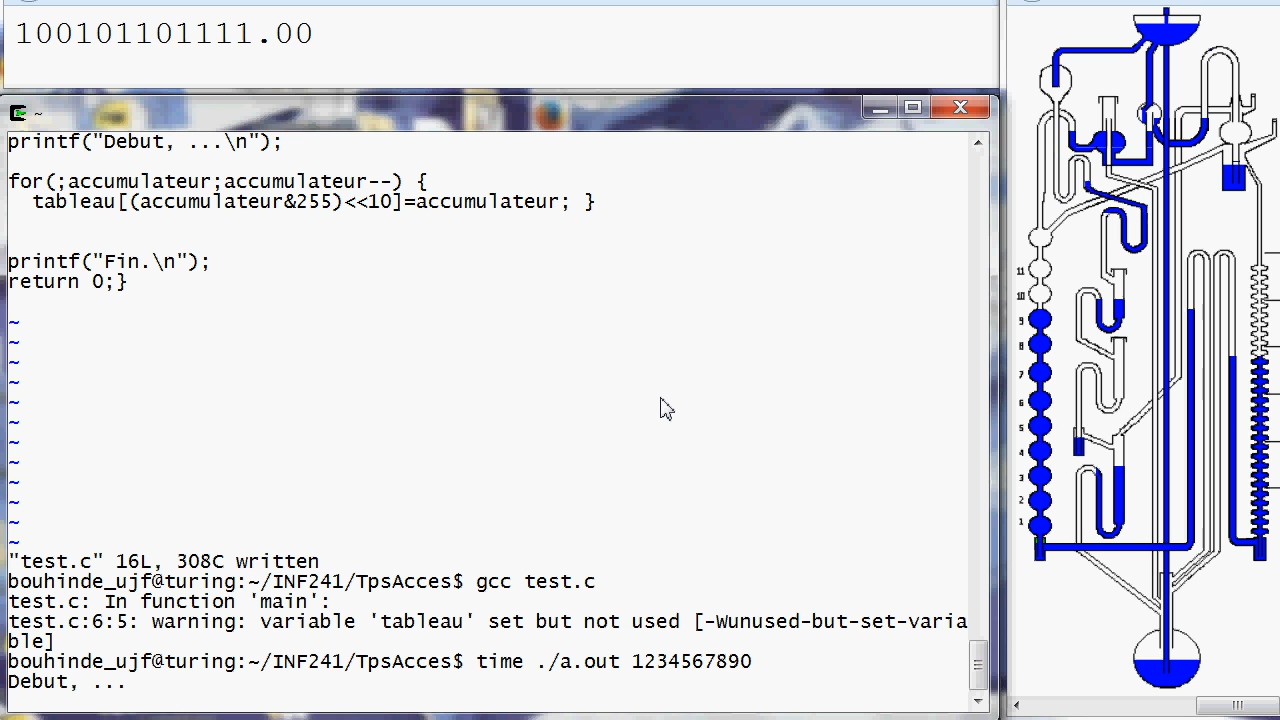 100101101111.00
~
printf("Debut, ...\n");
for(;accumulateur;accumulateur--) {
  tableau[(accumulateur&255)<<10]=accumulateur; }
printf("Fin.\n");
return 0;}
~
~
~
~
~
~
~
~
~
~
~
~
"test.c" 16L, 308C written
bouhinde_ujf@turing:~/INF241/TpsAcces$ gcc test.c
test.c: In function 'main':
test.c:6:5: warning: variable 'tableau' set but not used [-Wunused-but-set-varia
ble]
bouhinde_ujf@turing:~/INF241/TpsAcces$ time ./a.out 1234567890
Debut, ...
11
10
9
8
7
6
5
4
3
2
1